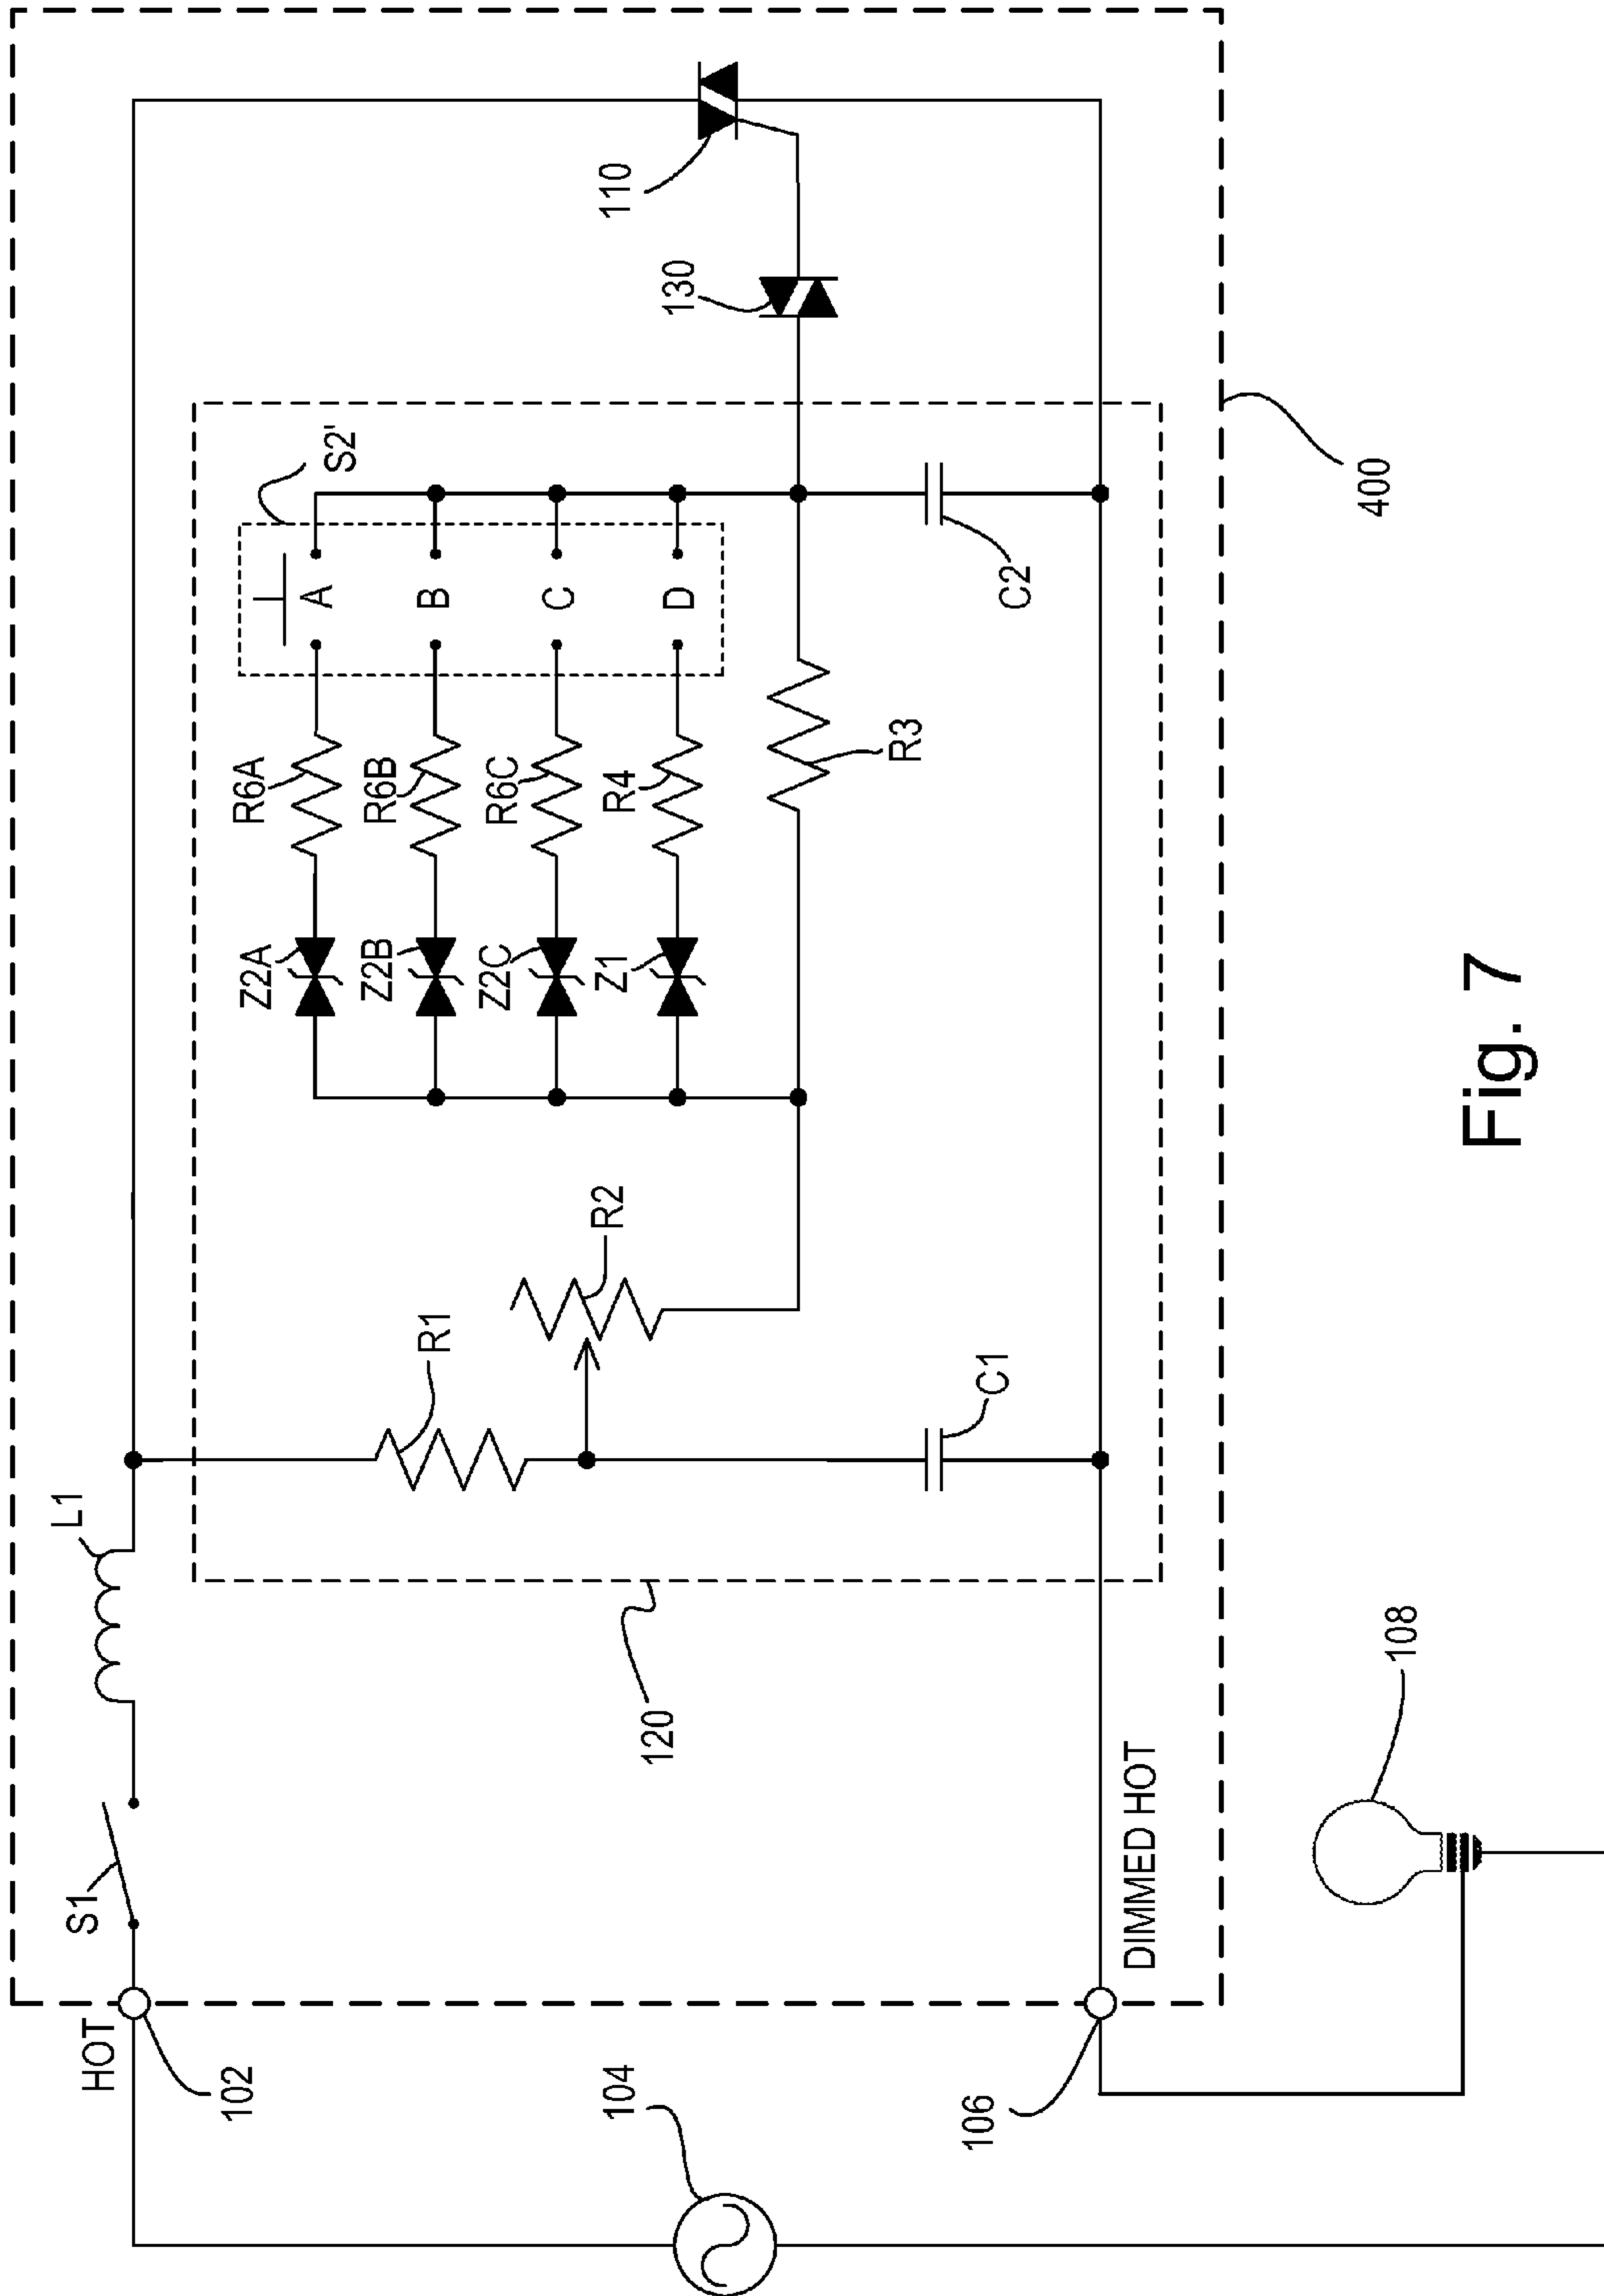 HOT
102
S1
L1
104
106
DIMMED HOT
108
120
R1
R2
C1
Z2A
Z2B
Z2C
Z1
R6A
R6B
R6C
R4
R3
A
B
C
D
S2'
C2
130
110
400
Fig. 7